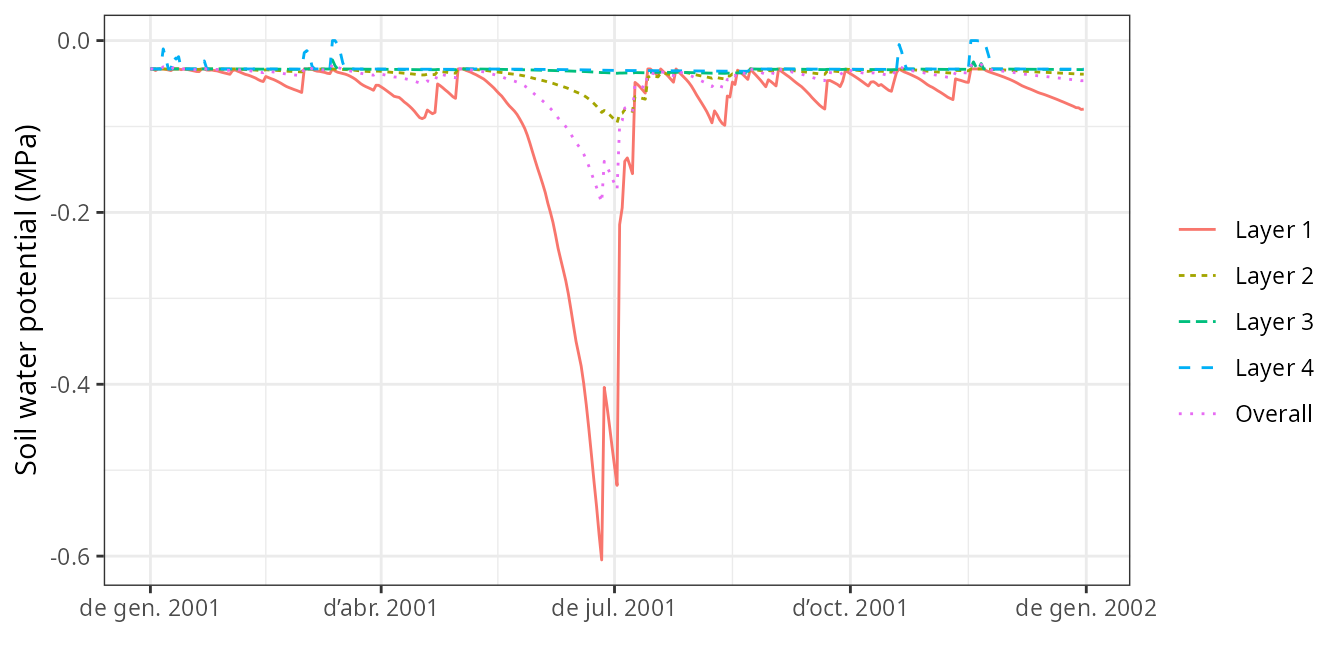 Soil water potential (MPa)
0.0
-0.2
-0.4
-0.6
de gen. 2001
d’abr. 2001
de jul. 2001
d’oct. 2001
de gen. 2002
Layer 1
Layer 2
Layer 3
Layer 4
Overall